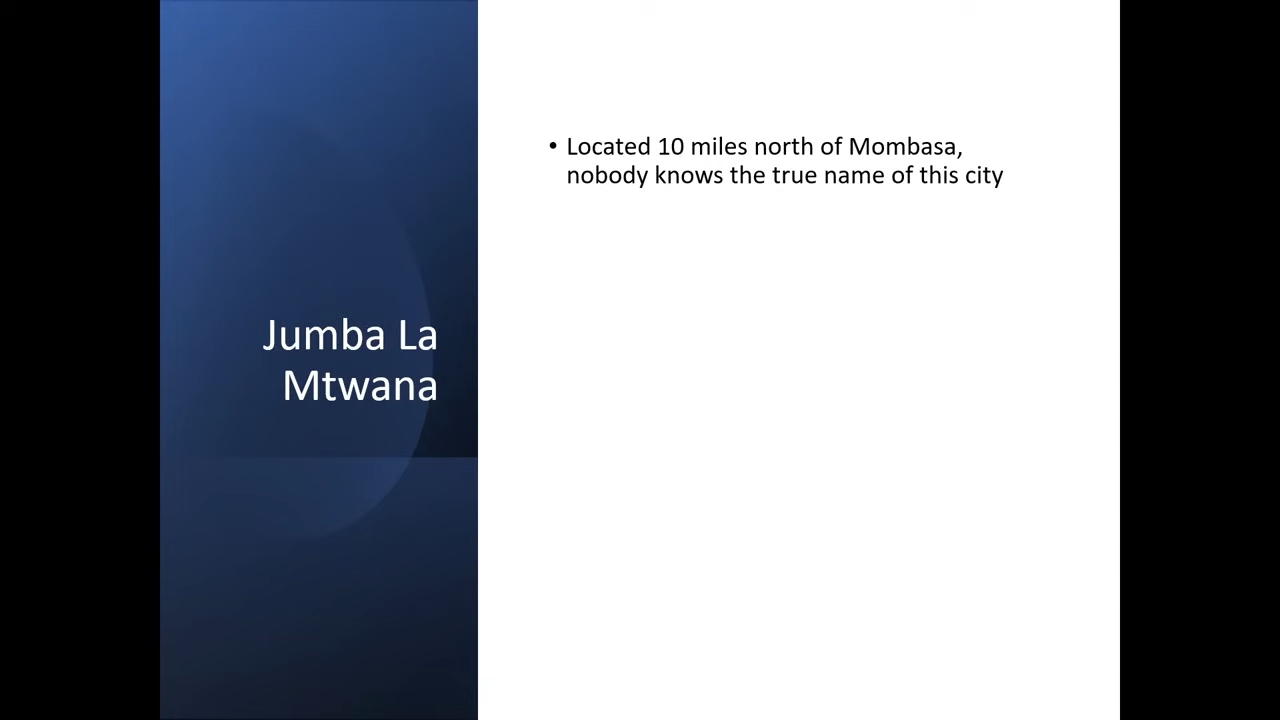 Jumba La
Mtwana
• Located 10 miles north of Mombasa,
nobody knows the true name of this city